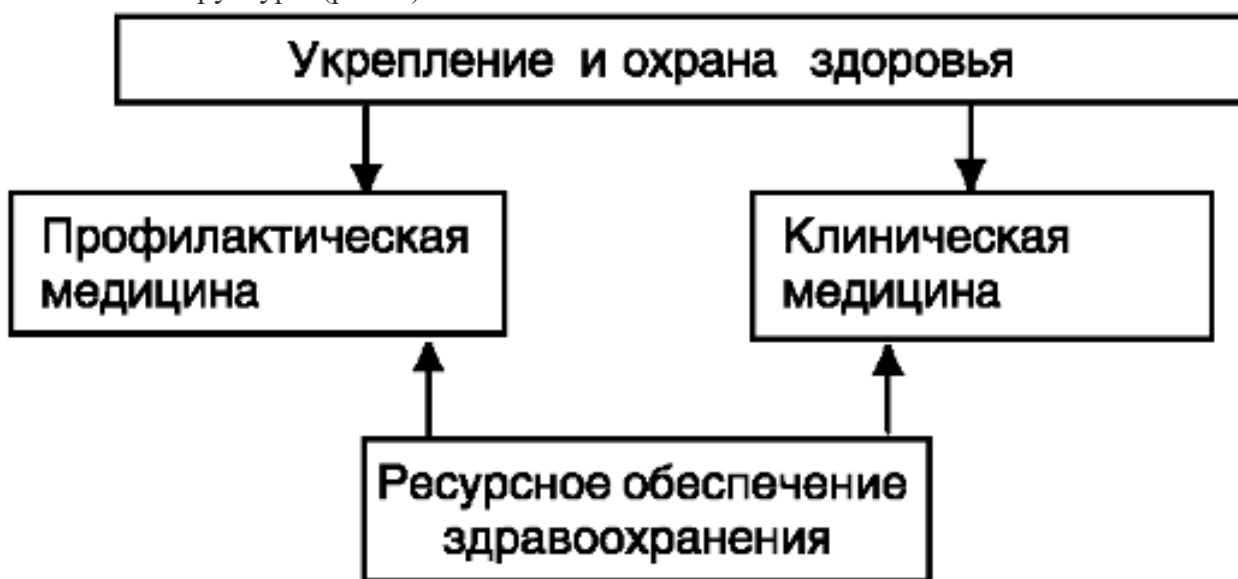 Укрепление и охрана здоровья
Профилактическая
медицина
Клиническая
медицина
Ресурсное обеспечение
здравоохранения